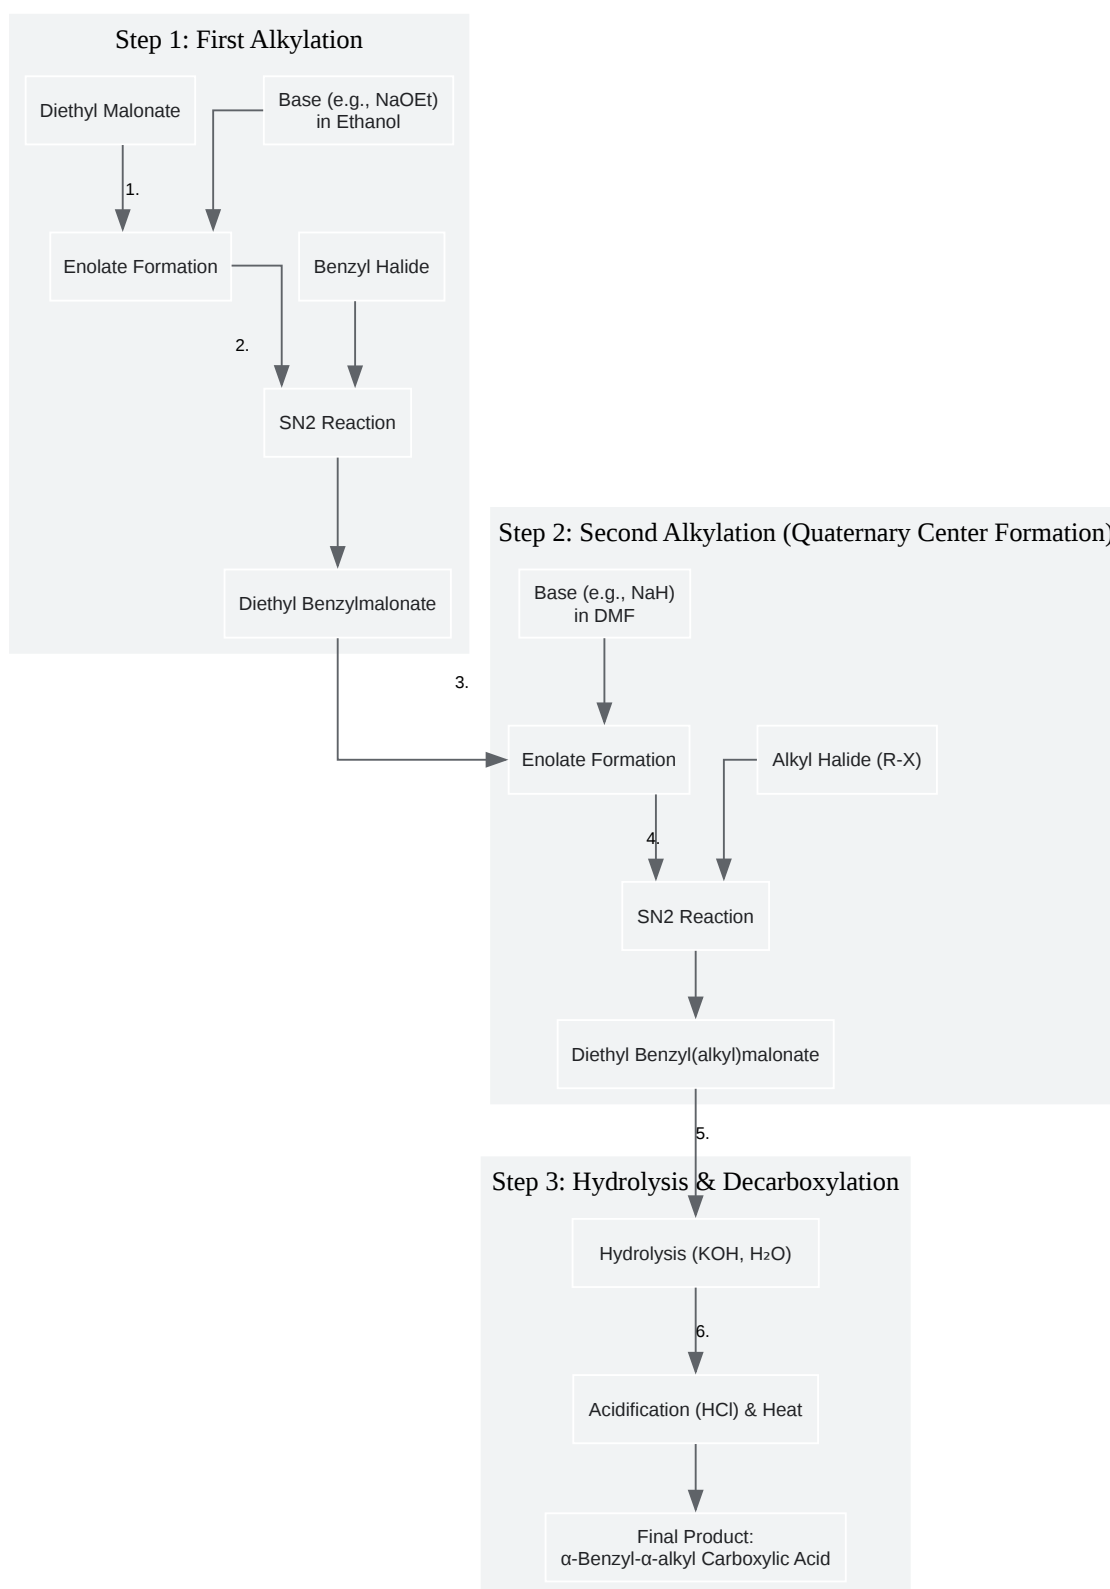 Step 1: First Alkylation
Diethyl Malonate
Base (e.g., NaOEt)
in Ethanol
1.
Enolate Formation
Benzyl Halide
2.
SN2 Reaction
Diethyl Benzylmalonate
3.
Step 2: Second Alkylation (Quaternary Center Formation)
Base (e.g., NaH)
in DMF
Enolate Formation
Alkyl Halide (R-X)
4.
SN2 Reaction
Diethyl Benzyl(alkyl)malonate
5.
Step 3: Hydrolysis & Decarboxylation
Hydrolysis (KOH, H₂O)
6.
Acidification (HCl) & Heat
Final Product:
α-Benzyl-α-alkyl Carboxylic Acid